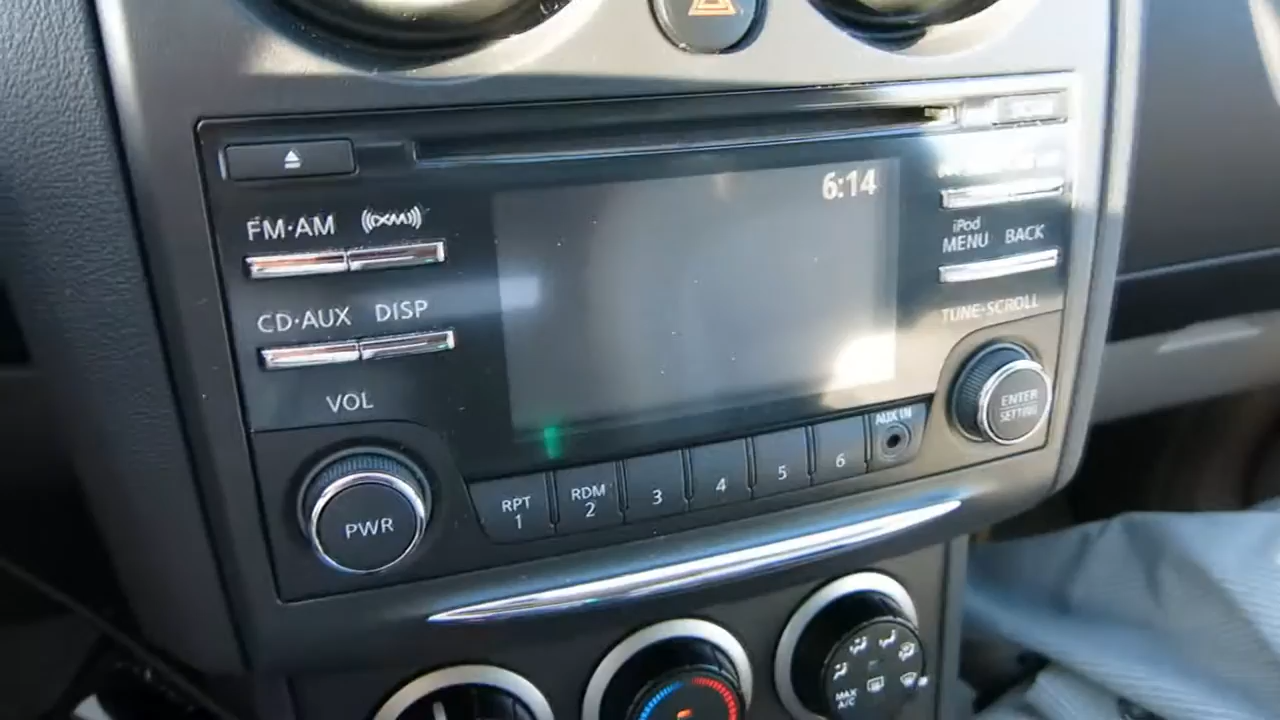 6:14
FM·AM XM
iPod
MENU BACK
CD·AUX DISP
TUNE·SCROLL
VOL
ENTER
SETTING
AUX IN
PWR
RPT
1
RDM
2
3
4
5
6
MAX
A/C